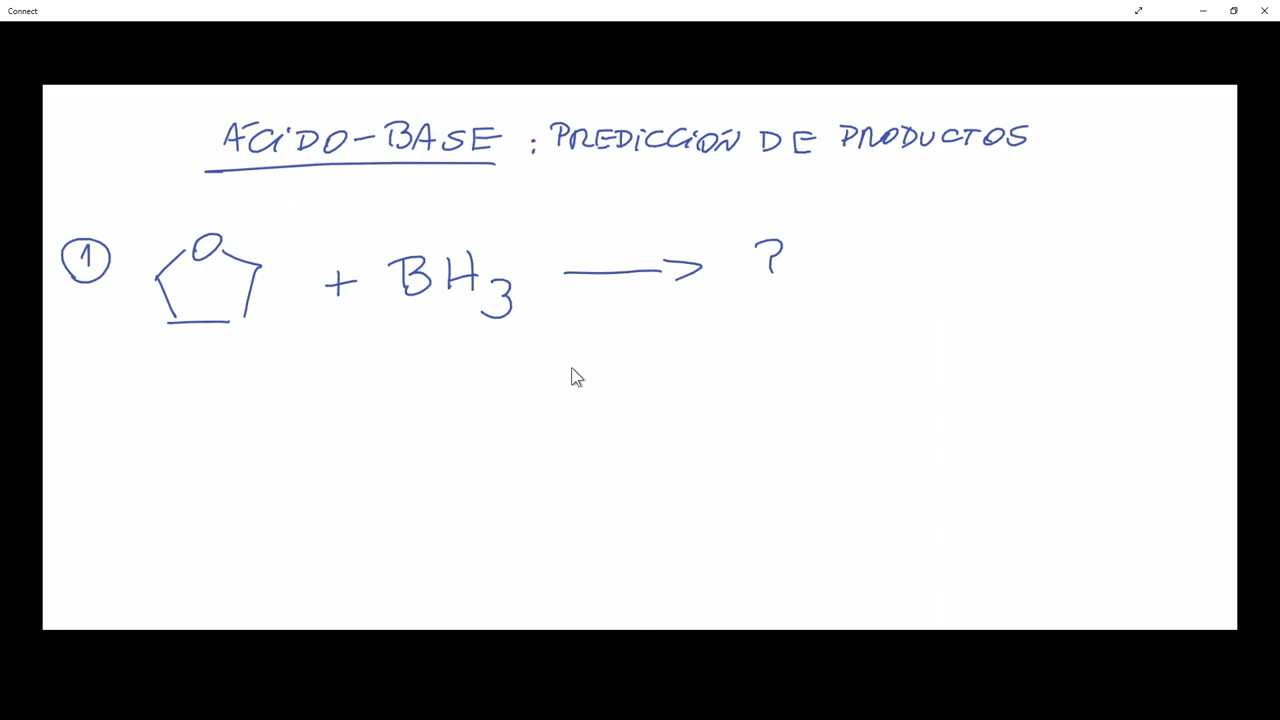 Connect
ÁCIDO-BASE : PREDICCIÓN DE PRODUCTOS
1 O + BH3 → ?